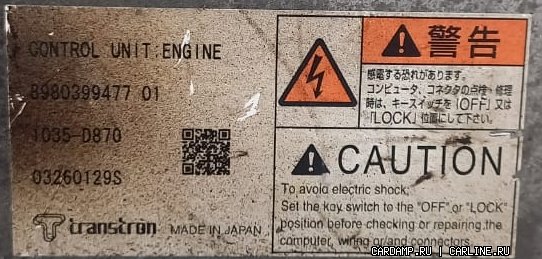 CONTROL UNIT;ENGINE
8980399477 01
1035-D870
03260129S
transtron MADE IN JAPAN
警告
感電する恐れがあります。
コンピュータ、コネクタの点検・修理
時は、キースイッチを「OFF」又は
「LOCK」位置にして下さい。
CAUTION
To avoid electric shock;
Set the key switch to the "OFF" or "LOCK"
position before checking or repairing the
computer, wiring or/and connectors.
CARDAMP.RU | CARLINE.RU